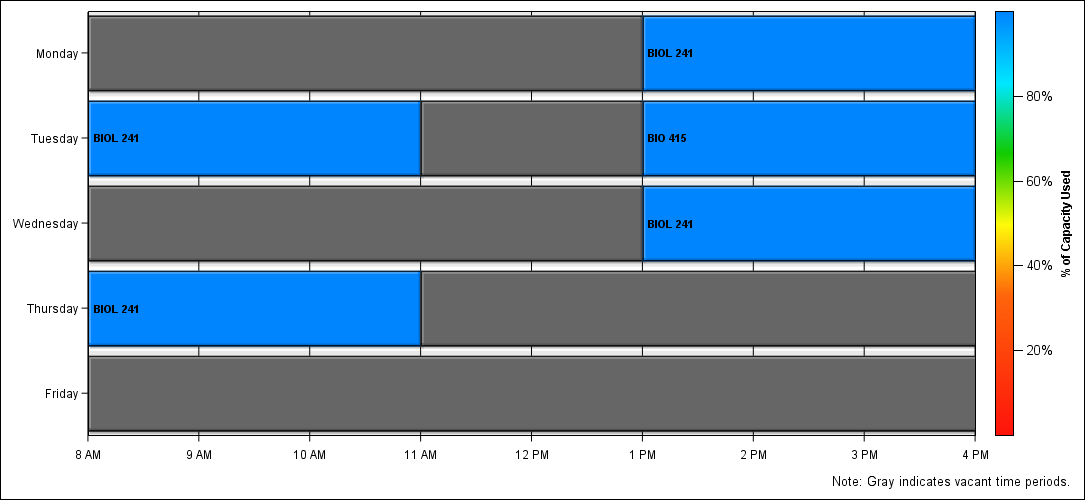 Monday
BIOL 241
Tuesday
BIOL 241
BIO 415
Wednesday
BIOL 241
Thursday
BIOL 241
Friday
8 AM 9 AM 10 AM 11 AM 12 PM 1 PM 2 PM 3 PM 4 PM
80%
60%
40%
20%
% of Capacity Used
Note: Gray indicates vacant time periods.